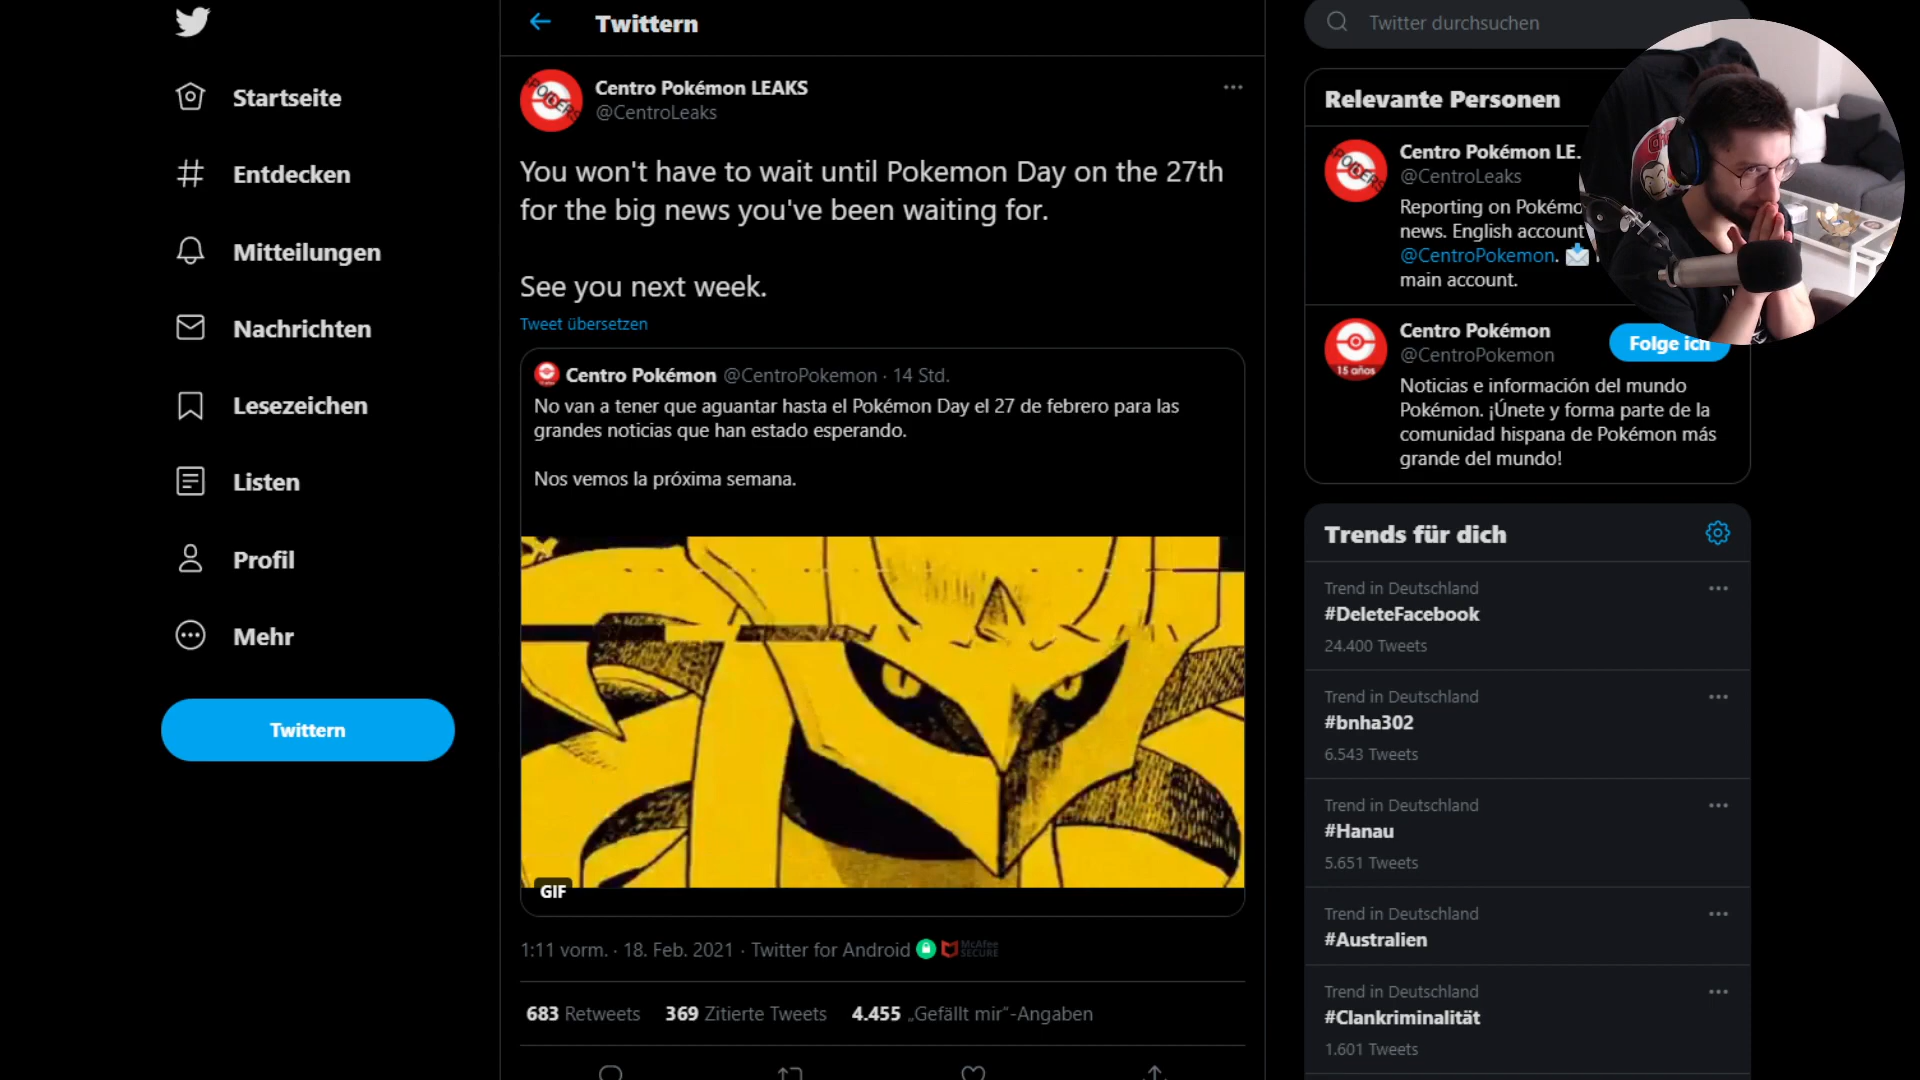 Startseite
Entdecken
Mitteilungen
Nachrichten
Lesezeichen
Listen
Profil
Mehr
Twittern
Twittern
Centro Pokémon LEAKS
@CentroLeaks
You won't have to wait until Pokemon Day on the 27th
for the big news you've been waiting for.
See you next week.
Tweet übersetzen
Centro Pokémon @CentroPokemon · 14 Std.
No van a tener que aguantar hasta el Pokémon Day el 27 de febrero para las
grandes noticias que han estado esperando.
Nos vemos la próxima semana.
GIF
1:11 vorm. · 18. Feb. 2021 · Twitter for Android
McAfee
SECURE
683 Retweets 369 Zitierte Tweets 4.455 „Gefällt mir“-Angaben
Twitter durchsuchen
Relevante Personen
Centro Pokémon LE.
@CentroLeaks
Reporting on Pokémo
news. English account
@CentroPokemon.
main account.
Centro Pokémon
@CentroPokemon
Folge ich
15 años
Noticias e información del mundo
Pokémon. ¡Únete y forma parte de la
comunidad hispana de Pokémon más
grande del mundo!
Trends für dich
Trend in Deutschland
#DeleteFacebook
24.400 Tweets
Trend in Deutschland
#bnha302
6.543 Tweets
Trend in Deutschland
#Hanau
5.651 Tweets
Trend in Deutschland
#Australien
Trend in Deutschland
#Clankriminalität
1.601 Tweets